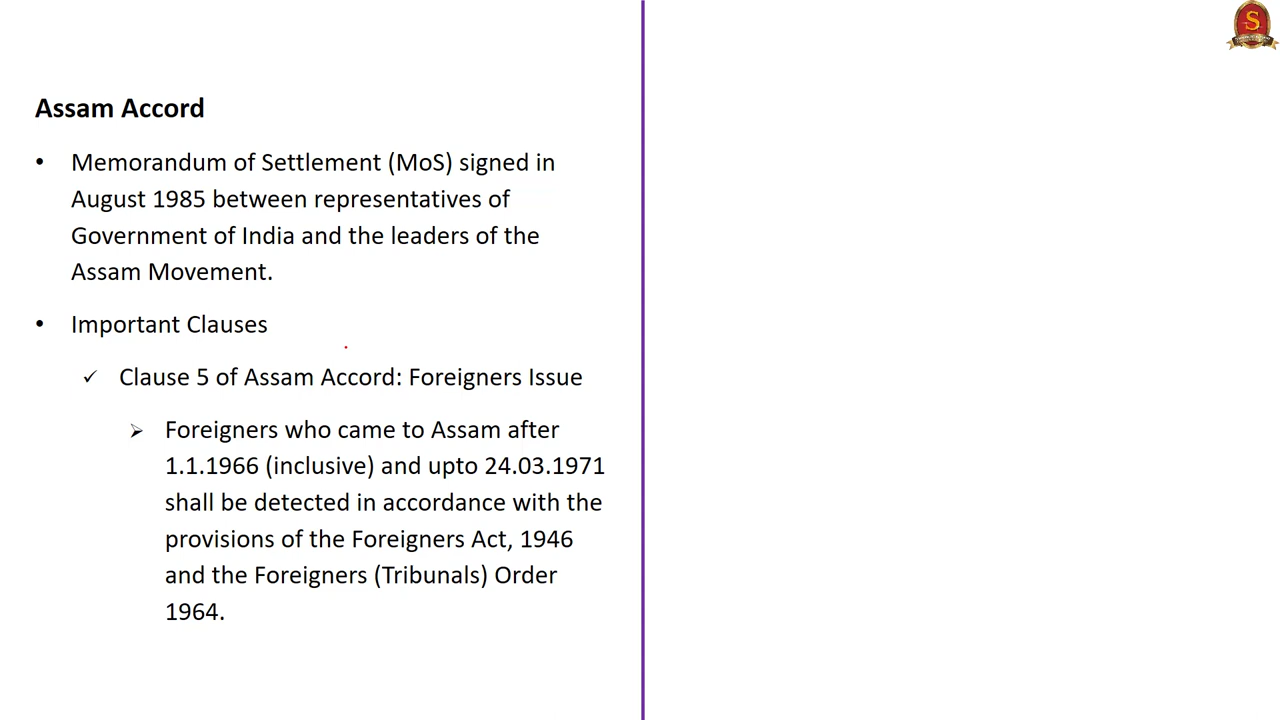 Assam Accord
• Memorandum of Settlement (MoS) signed in
August 1985 between representatives of
Government of India and the leaders of the
Assam Movement.
• Important Clauses
✓ Clause 5 of Assam Accord: Foreigners Issue
➢ Foreigners who came to Assam after
1.1.1966 (inclusive) and upto 24.03.1971
shall be detected in accordance with the
provisions of the Foreigners Act, 1946
and the Foreigners (Tribunals) Order
1964.
S